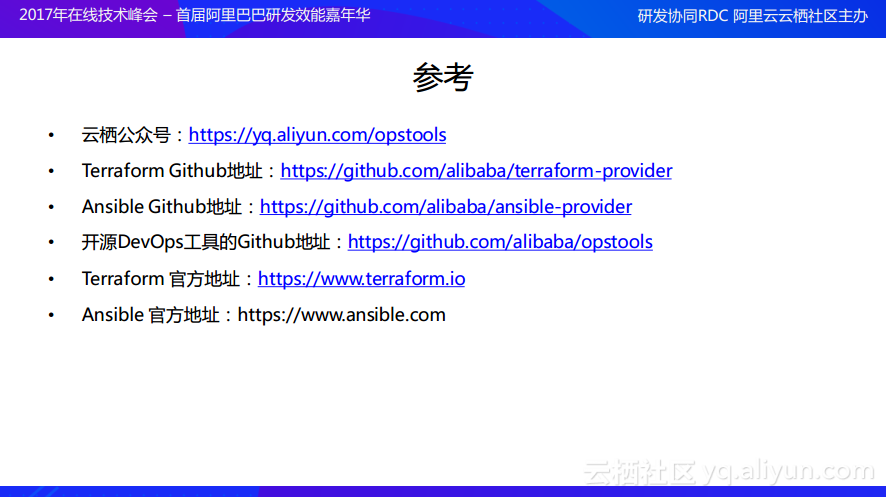 2017年在线技术峰会 – 首届阿里巴巴研发效能嘉年华
研发协同RDC 阿里云云栖社区主办
参考
• 云栖公众号：https://yq.aliyun.com/opstools
• Terraform Github地址：https://github.com/alibaba/terraform-provider
• Ansible Github地址：https://github.com/alibaba/ansible-provider
• 开源DevOps工具的Github地址：https://github.com/alibaba/opstools
• Terraform 官方地址：https://www.terraform.io
• Ansible 官方地址：https://www.ansible.com
云栖社区 yq.aliyun.com